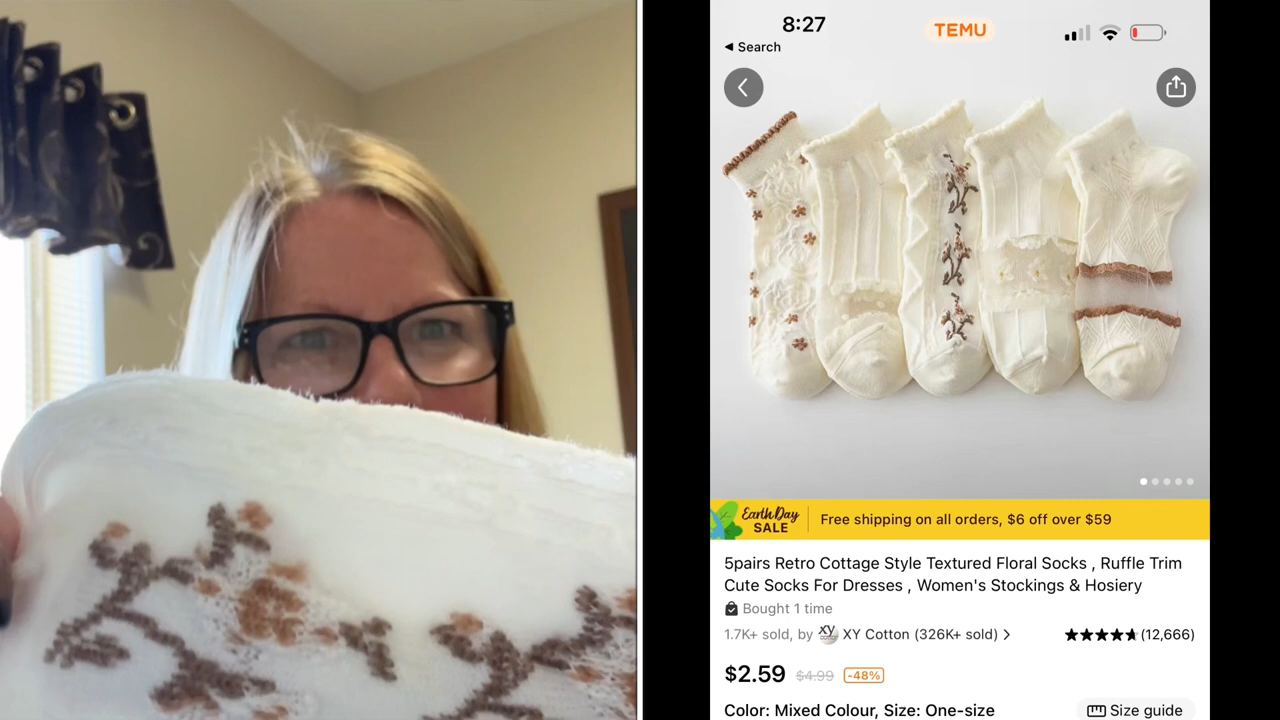 8:27
TEMU
◀ Search
EarthDay
SALE
Free shipping on all orders, $6 off over $59
5pairs Retro Cottage Style Textured Floral Socks , Ruffle Trim
Cute Socks For Dresses , Women's Stockings & Hosiery
Bought 1 time
1.7K+ sold, by XY XY Cotton (326K+ sold) >
(12,666)
$2.59 $4.99 -48%
Color: Mixed Colour, Size: One-size
Size guide